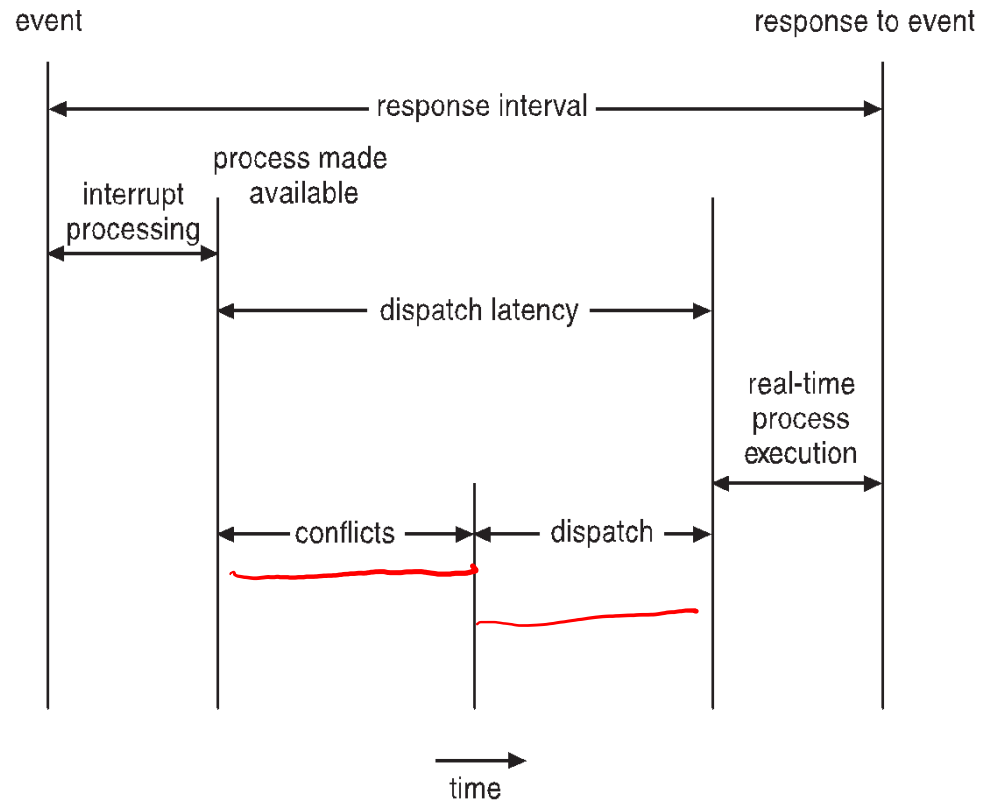 event
response to event
response interval
process made
available
interrupt
processing
dispatch latency
real-time
process
execution
conflicts
dispatch
time